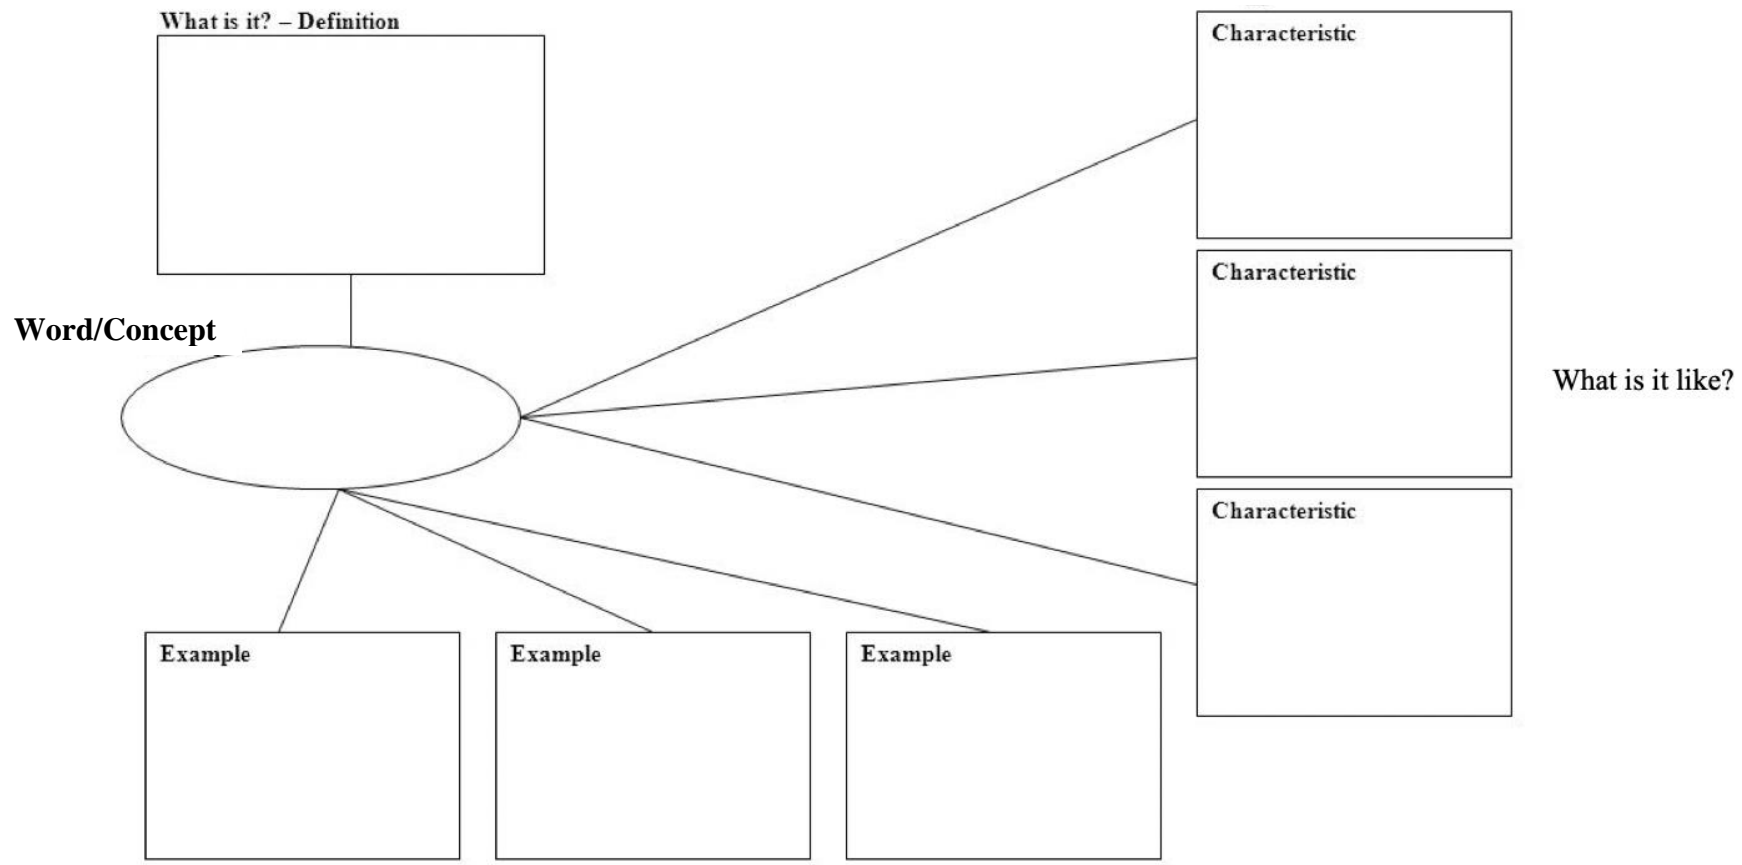 What is it? – Definition
Characteristic
Characteristic
Word/Concept
What is it like?
Characteristic
Example
Example
Example